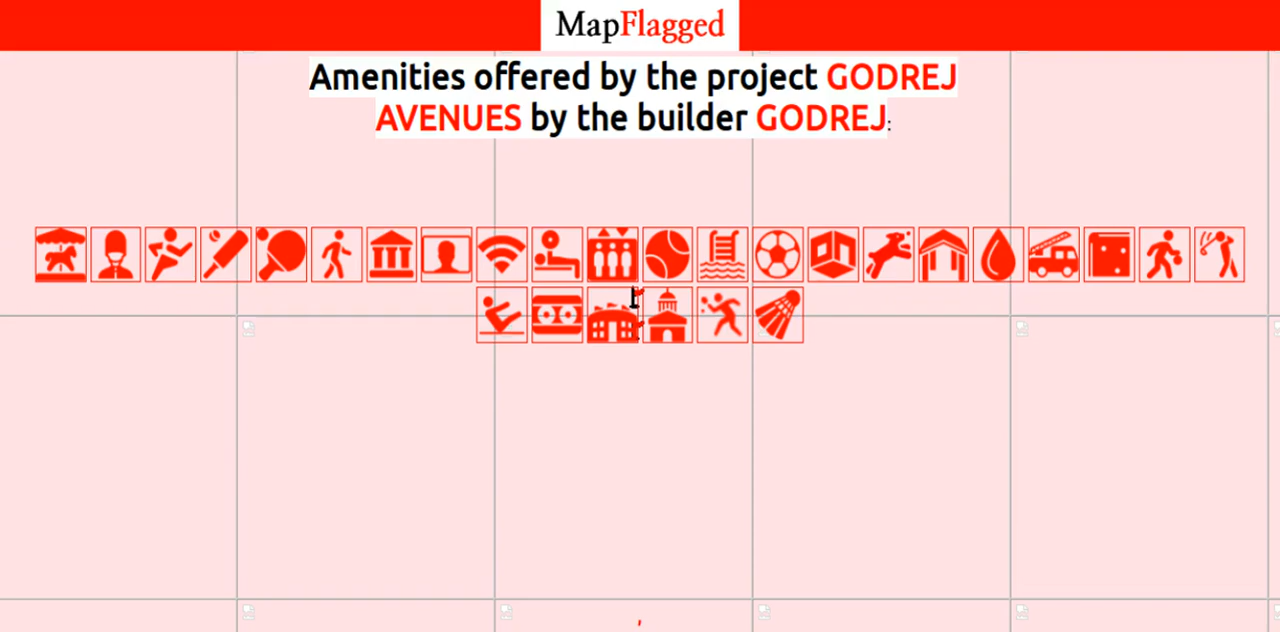 MapFlagged
Amenities offered by the project GODREJ
AVENUES by the builder GODREJ: